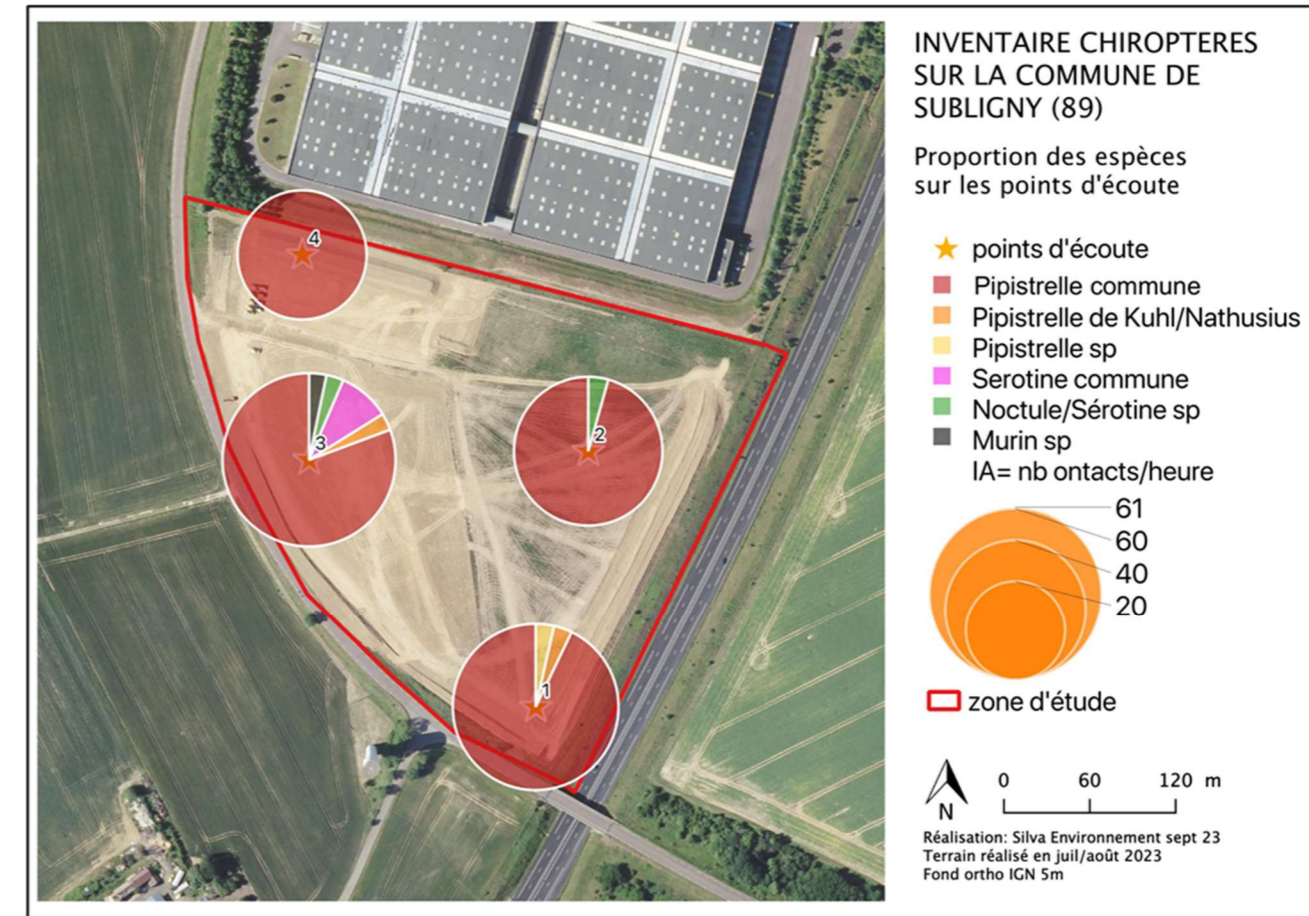 INVENTAIRE CHIROPTERES
SUR LA COMMUNE DE
SUBLIGNY (89)
Proportion des espèces
sur les points d'écoute
points d'écoute
Pipistrelle commune
Pipistrelle de Kuhl/Nathusius
Pipistrelle sp
Serotine commune
Noctule/Sérotine sp
Murin sp
IA= nb ontacts/heure
61
60
40
20
zone d'étude
N
0 60 120 m
Réalisation: Silva Environnement sept 23
Terrain réalisé en juil/août 2023
Fond ortho IGN 5m
4
3
2
1